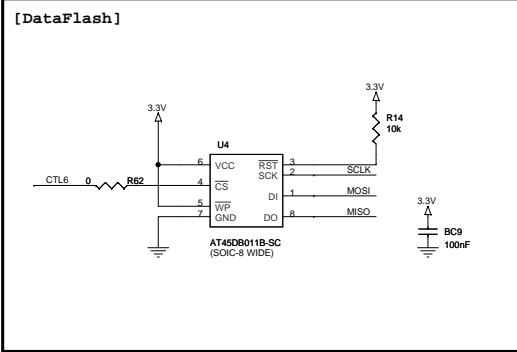 [DataFlash]
3.3V
R14
10k
3.3V
U4
6 VCC RST 3
SCK 2 SCLK
CTL6 0 R62 4 CS
DI 1 MOSI
5 WP
7 GND DO 8 MISO
3.3V
AT45DB011B-SC
(SOIC-8 WIDE)
BC9
100nF